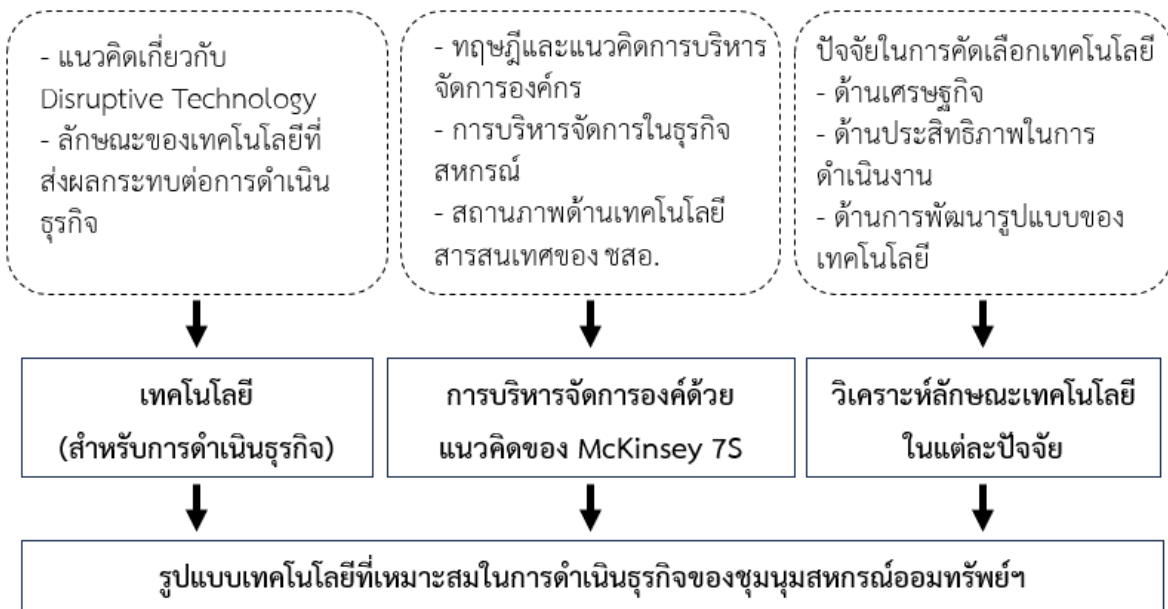 - แนวคิดเกี่ยวกับ
Disruptive Technology
- ลักษณะของเทคโนโลยีที่
ส่งผลกระทบต่อการดำเนิน
ธุรกิจ
- ทฤษฎีและแนวคิดการบริหาร
จัดการองค์กร
- การบริหารจัดการในธุรกิจ
สหกรณ์
- สถานภาพด้านเทคโนโลยี
สารสนเทศของ ชสอ.
ปัจจัยในการคัดเลือกเทคโนโลยี
- ด้านเศรษฐกิจ
- ด้านประสิทธิภาพในการ
ดำเนินงาน
- ด้านการพัฒนารูปแบบของ
เทคโนโลยี
เทคโนโลยี
(สำหรับการดำเนินธุรกิจ)
การบริหารจัดการองค์ด้วย
แนวคิดของ McKinsey 7S
วิเคราะห์ลักษณะเทคโนโลยี
ในแต่ละปัจจัย
รูปแบบเทคโนโลยีที่เหมาะสมในการดำเนินธุรกิจของชุมนุมสหกรณ์ออมทรัพย์ฯ